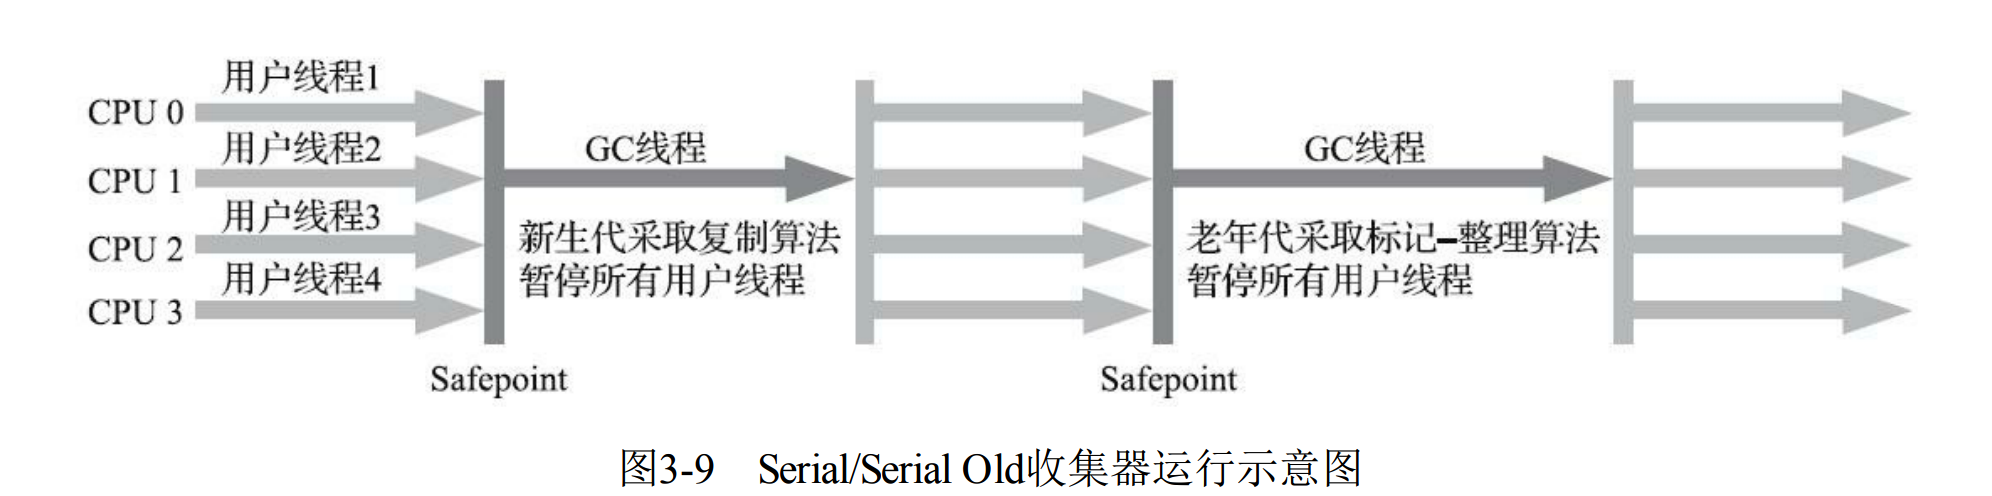 用户线程1
CPU 0
用户线程2
CPU 1
用户线程3
CPU 2
用户线程4
CPU 3
GC线程
新生代采取复制算法
暂停所有用户线程
GC线程
老年代采取标记–整理算法
暂停所有用户线程
Safepoint
Safepoint
图3-9 Serial/Serial Old收集器运行示意图